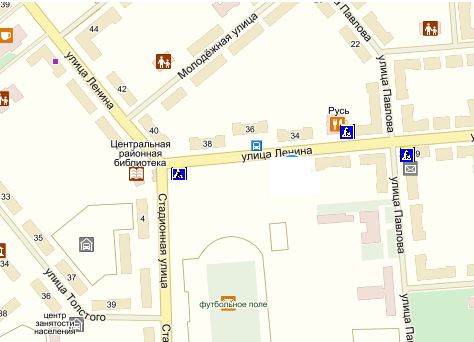 39
44
улица Ленина
Молодёжная улица
улица Павлова
22
улица Павлова
42
40
Русь
38
36
34
улица Ленина
9
Центральная
районная
библиотека
33
4
Стадионная улица
улица Павлова
35
37
34
36
улица Толстого
39
футбольное поле
центр
занятости
населения